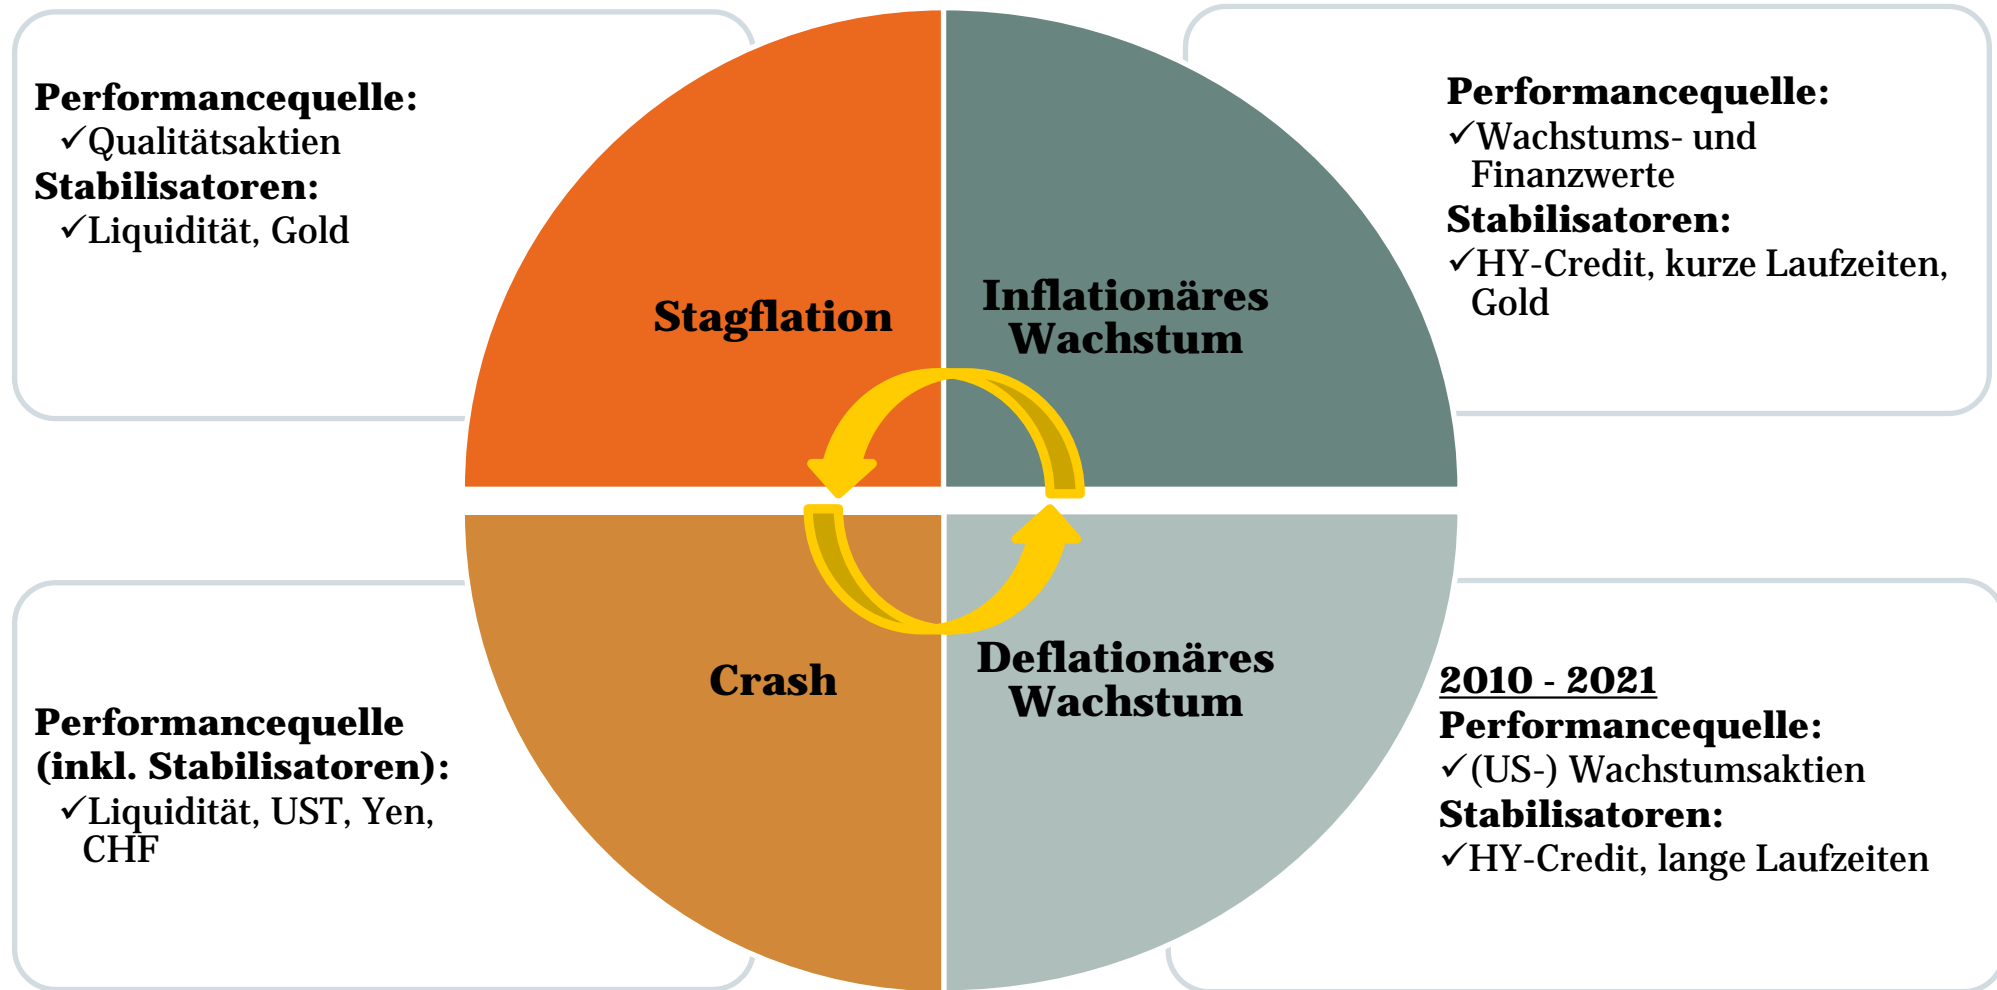 Performancequelle:
✓Qualitätsaktien
Stabilisatoren:
✓Liquidität, Gold
Stagflation
Inflationäres
Wachstum
Performancequelle:
✓Wachstums- und
Finanzwerte
Stabilisatoren:
✓HY-Credit, kurze Laufzeiten,
Gold
Performancequelle
(inkl. Stabilisatoren):
✓Liquidität, UST, Yen,
CHF
Crash
Deflationäres
Wachstum
2010 - 2021
Performancequelle:
✓(US-) Wachstumsaktien
Stabilisatoren:
✓HY-Credit, lange Laufzeiten